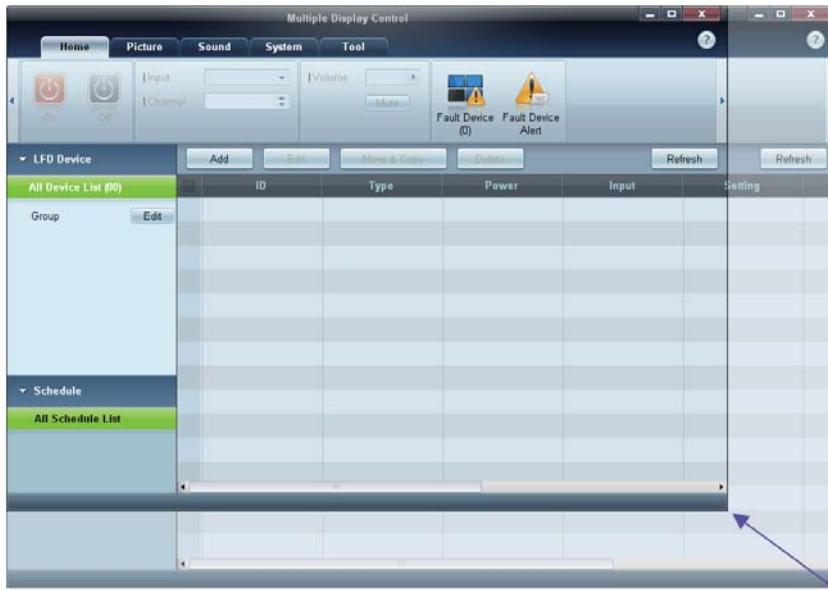 Multiple Display Control
Home Picture Sound System Tool
Input
Channel
On Off
Volume
Mute
Fault Device (0)
Fault Device Alert
LFD Device
Add Edit Move & Copy Delete Refresh Refresh
All Device List (00)
ID Type Power Input Setting
Group Edit
Schedule
All Schedule List